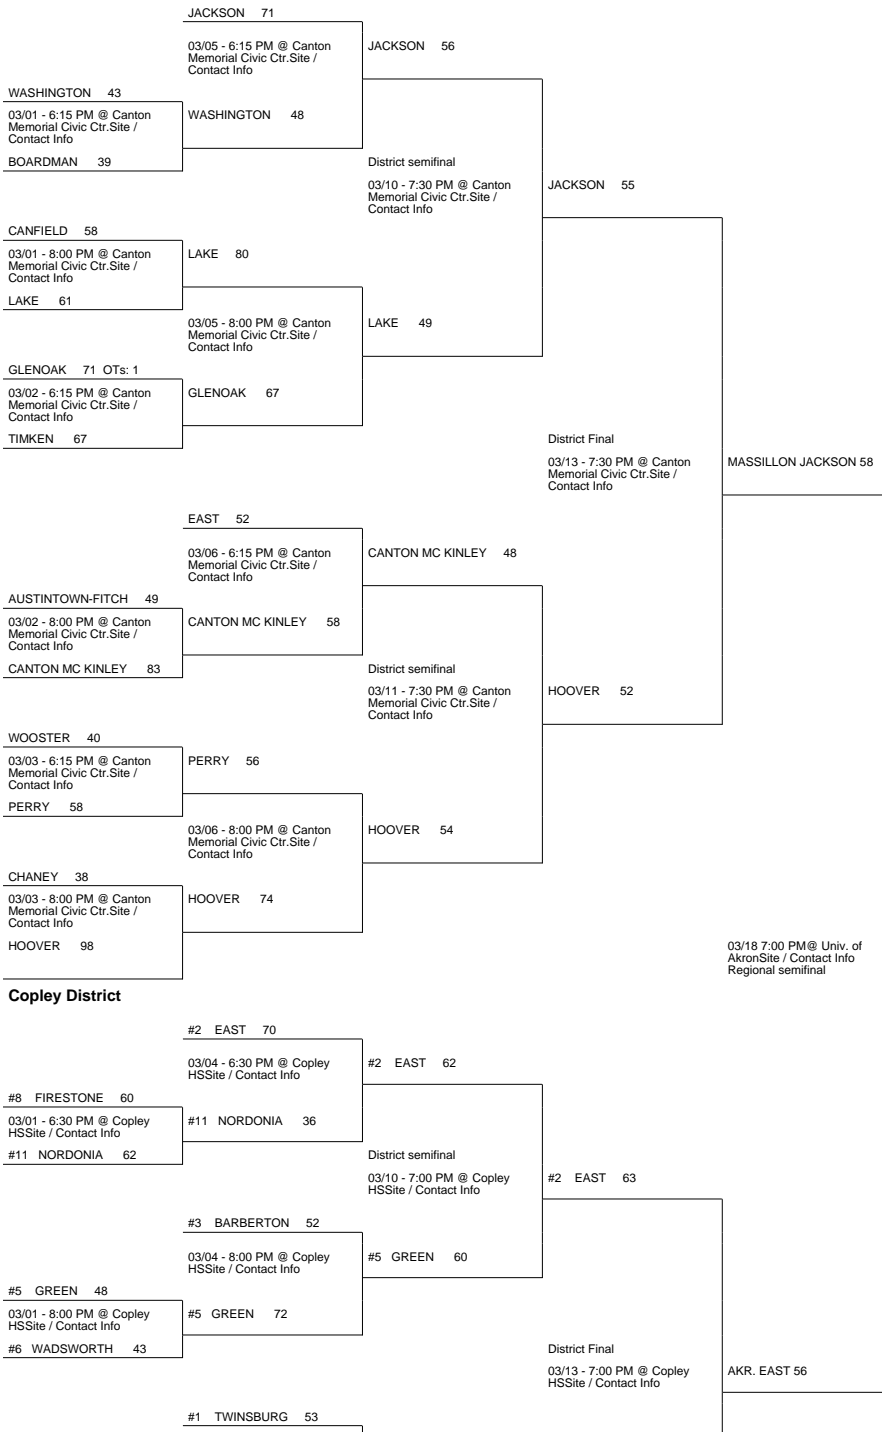 JACKSON 71
03/05 - 6:15 PM @ Canton
Memorial Civic Ctr.Site /
Contact Info
JACKSON 56
WASHINGTON 43
03/01 - 6:15 PM @ Canton
Memorial Civic Ctr.Site /
Contact Info
WASHINGTON 48
BOARDMAN 39
District semifinal
03/10 - 7:30 PM @ Canton
Memorial Civic Ctr.Site /
Contact Info
JACKSON 55
CANFIELD 58
03/01 - 8:00 PM @ Canton
Memorial Civic Ctr.Site /
Contact Info
LAKE 80
LAKE 61
03/05 - 8:00 PM @ Canton
Memorial Civic Ctr.Site /
Contact Info
LAKE 49
GLENOAK 71 OTs: 1
03/02 - 6:15 PM @ Canton
Memorial Civic Ctr.Site /
Contact Info
GLENOAK 67
TIMKEN 67
District Final
03/13 - 7:30 PM @ Canton
Memorial Civic Ctr.Site /
Contact Info
MASSILLON JACKSON 58
EAST 52
03/06 - 6:15 PM @ Canton
Memorial Civic Ctr.Site /
Contact Info
CANTON MC KINLEY 48
AUSTINTOWN-FITCH 49
03/02 - 8:00 PM @ Canton
Memorial Civic Ctr.Site /
Contact Info
CANTON MC KINLEY 58
CANTON MC KINLEY 83
District semifinal
03/11 - 7:30 PM @ Canton
Memorial Civic Ctr.Site /
Contact Info
HOOVER 52
WOOSTER 40
03/03 - 6:15 PM @ Canton
Memorial Civic Ctr.Site /
Contact Info
PERRY 56
PERRY 58
03/06 - 8:00 PM @ Canton
Memorial Civic Ctr.Site /
Contact Info
HOOVER 54
CHANEY 38
03/03 - 8:00 PM @ Canton
Memorial Civic Ctr.Site /
Contact Info
HOOVER 74
HOOVER 98
03/18 7:00 PM@ Univ. of
AkronSite / Contact Info
Regional semifinal
Copley District
#2 EAST 70
03/04 - 6:30 PM @ Copley
HSSite / Contact Info
#2 EAST 62
#8 FIRESTONE 60
03/01 - 6:30 PM @ Copley
HSSite / Contact Info
#11 NORDONIA 36
#11 NORDONIA 62
District semifinal
03/10 - 7:00 PM @ Copley
HSSite / Contact Info
#2 EAST 63
#3 BARBERTON 52
03/04 - 8:00 PM @ Copley
HSSite / Contact Info
#5 GREEN 60
#5 GREEN 48
03/01 - 8:00 PM @ Copley
HSSite / Contact Info
#5 GREEN 72
#6 WADSWORTH 43
District Final
03/13 - 7:00 PM @ Copley
HSSite / Contact Info
AKR. EAST 56
#1 TWINSBURG 53